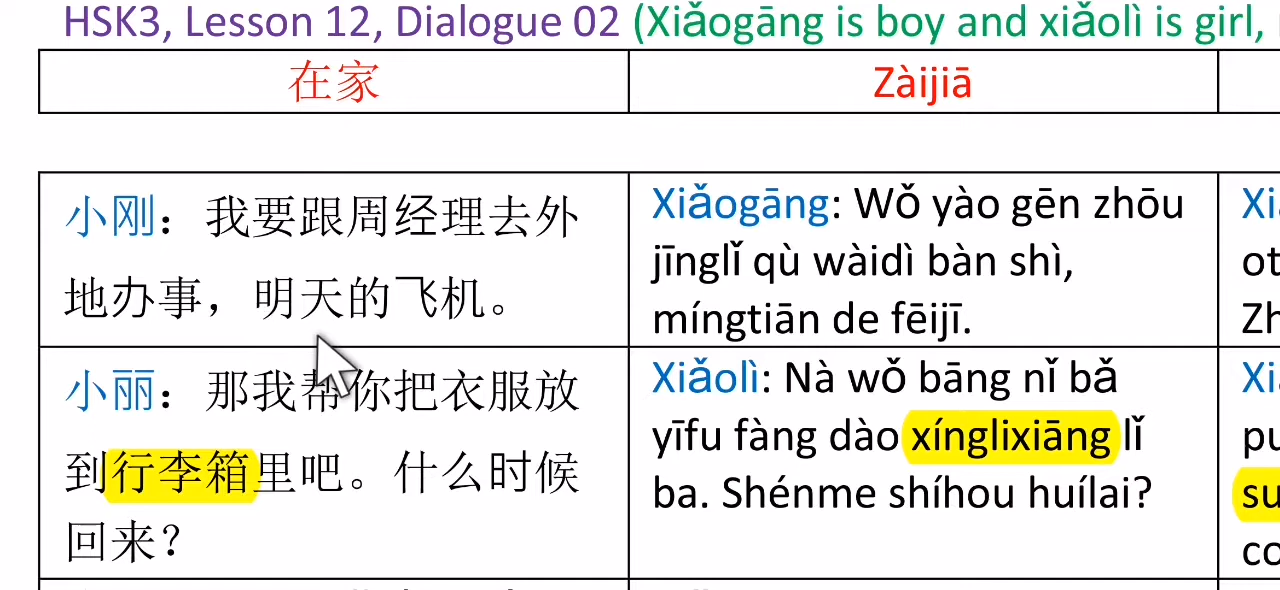 HSK3, Lesson 12, Dialogue 02 (Xiǎogāng is boy and xiǎolì is girl,
在家
Zàijiā
小刚：我要跟周经理去外
地办事，明天的飞机。
Xiǎogāng: Wǒ yào gēn zhōu
jīnglǐ qù wàidì bàn shì,
míngtiān de fēijī.
小丽：那我帮你把衣服放
到行李箱里吧。什么时候
回来？
Xiǎolì: Nà wǒ bāng nǐ bǎ
yīfu fàng dào xínglixiāng lǐ
ba. Shénme shíhou huílai?